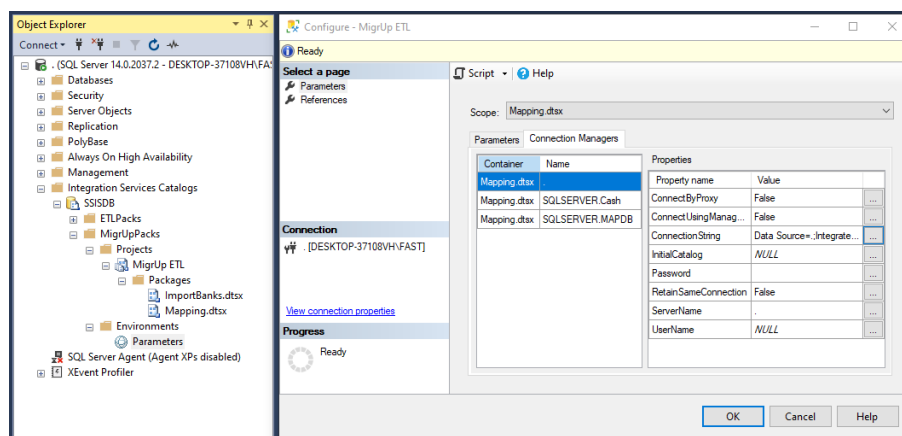 Object Explorer
Connect
. (SQL Server 14.0.2037.2 - DESKTOP-37108VH\FA
Databases
Security
Server Objects
Replication
PolyBase
Always On High Availability
Management
Integration Services Catalogs
SSISDB
ETLPacks
MigrUpPacks
Projects
MigrUp ETL
Packages
ImportBanks.dtsx
Mapping.dtsx
Environments
Parameters
SQL Server Agent (Agent XPs disabled)
XEvent Profiler
Configure - MigrUp ETL
Ready
Select a page
Parameters
References
Connection
. [DESKTOP-37108VH\FAST]
View connection properties
Progress
Ready
Script Help
Scope: Mapping.dtsx
Parameters Connection Managers
Container Name
Mapping.dtsx .
Mapping.dtsx SQLSERVER.Cash
Mapping.dtsx SQLSERVER.MAPDB
Properties
Property name Value
ConnectByProxy False ...
ConnectUsingManag... False ...
ConnectionString Data Source=.;Integrate... ...
InitialCatalog NULL ...
Password ...
RetainSameConnection False ...
ServerName . ...
UserName NULL ...
OK Cancel Help